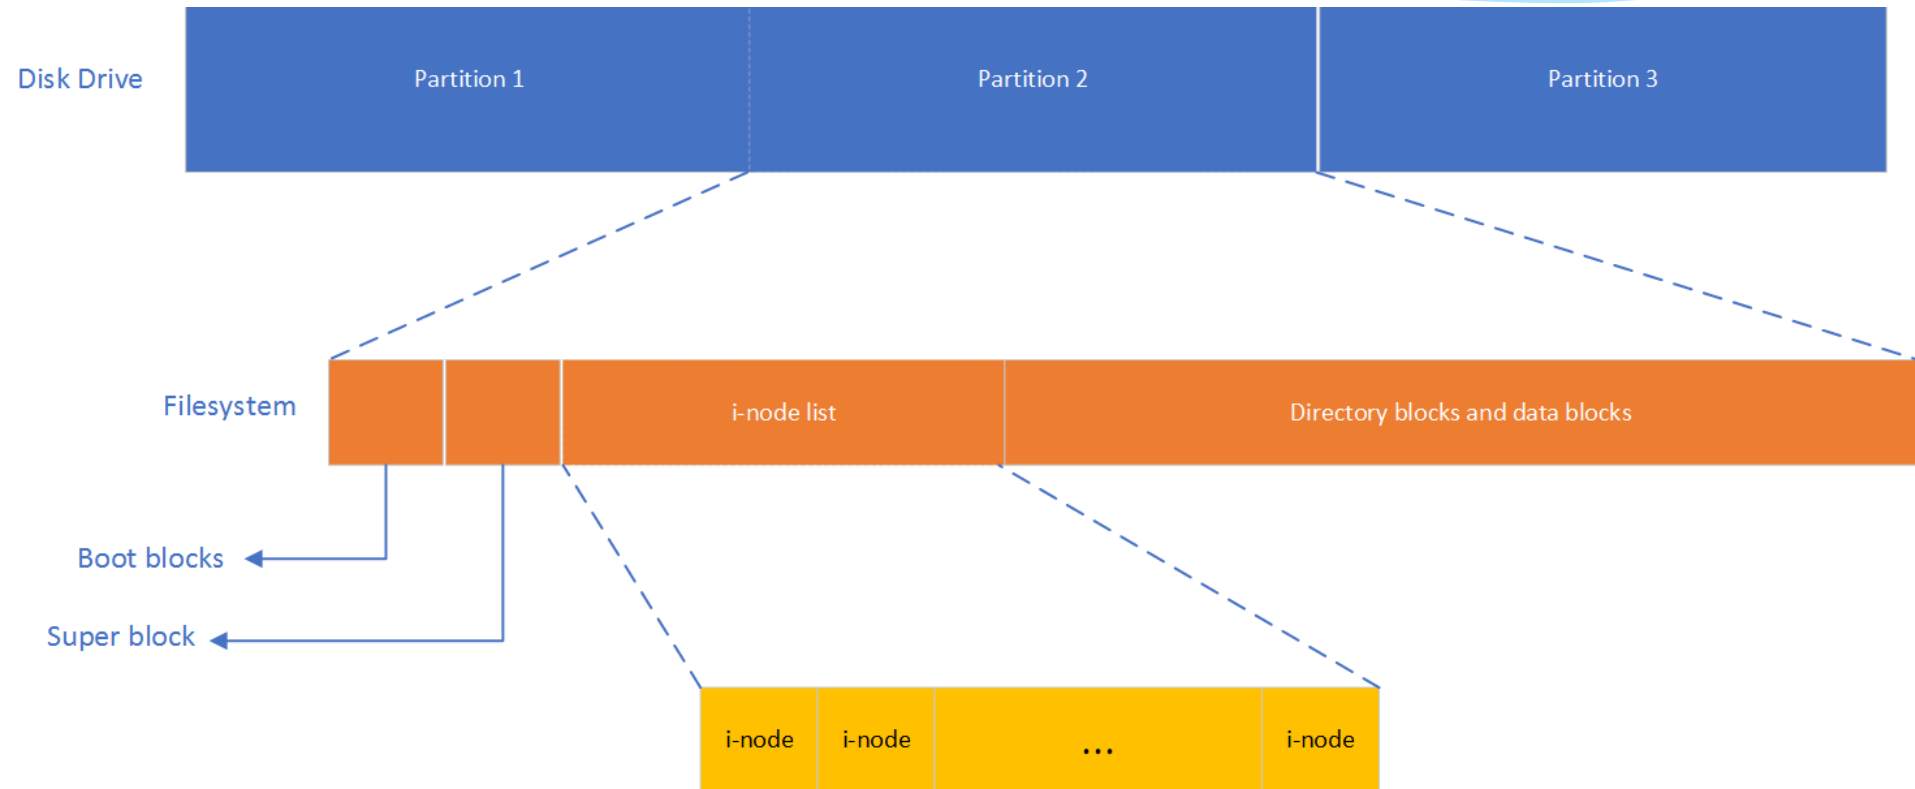 Disk Drive
Partition 1
Partition 2
Partition 3
Filesystem
i-node list
Directory blocks and data blocks
Boot blocks
Super block
i-node
i-node
...
i-node